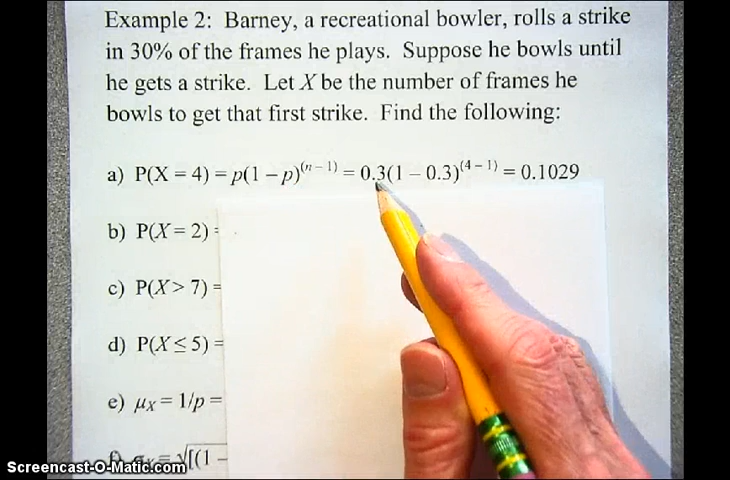 Example 2: Barney, a recreational bowler, rolls a strike
in 30% of the frames he plays. Suppose he bowls until
he gets a strike. Let X be the number of frames he
bowls to get that first strike. Find the following:
a) P(X = 4) = p(1 − p)^(n − 1) = 0.3(1 − 0.3)^(4 − 1) = 0.1029
b) P(X = 2) =
c) P(X > 7) =
d) P(X ≤ 5) =
e) μX = 1/p =
f) σX = √[(1 −
Screencast-O-Matic.com